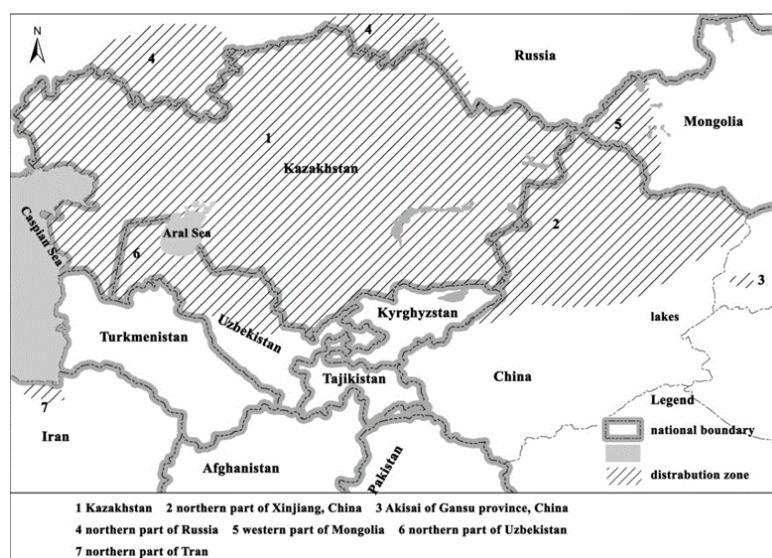 N
4
4
Russia
5
Mongolia
1
Kazakhstan
2
Caspian Sea
Aral Sea
6
3
Kyrghyzstan
lakes
Uzbekistan
Turkmenistan
Tajikistan
China
Legend
7
national boundary
Iran
Afghanistan
Pakistan
distrabution zone
1 Kazakhstan 2 northern part of Xinjiang, China 3 Akisai of Gansu province, China
4 northern part of Russia 5 western part of Mongolia 6 northern part of Uzbekistan
7 northern part of Tran